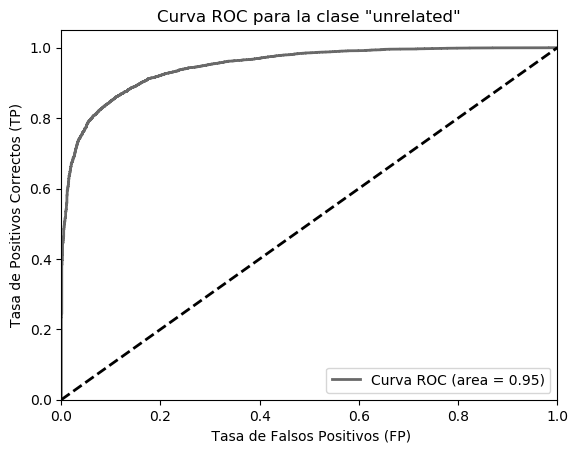 Curva ROC para la clase "unrelated"
1.0
0.8
0.6
0.4
0.2
0.0
Tasa de Positivos Correctos (TP)
0.0 0.2 0.4 0.6 0.8 1.0
Tasa de Falsos Positivos (FP)
Curva ROC (area = 0.95)